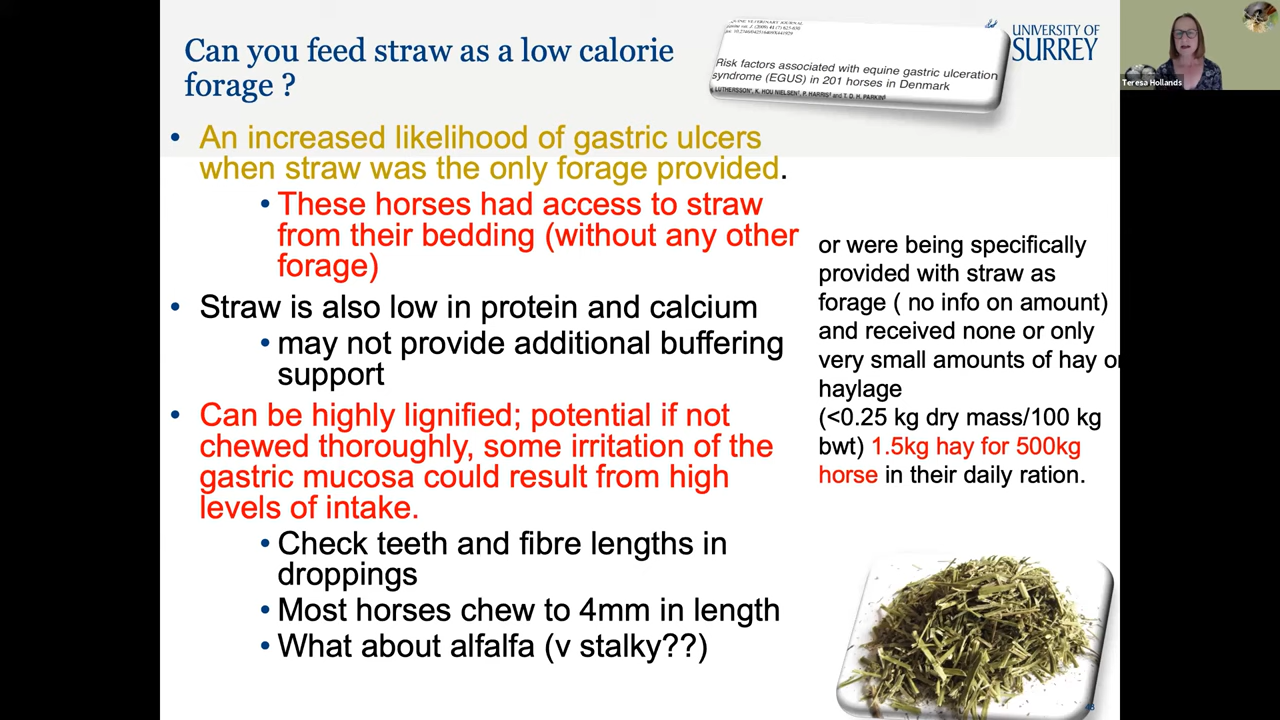 Can you feed straw as a low calorie
forage ?
Risk factors associated with equine gastric ulceration
syndrome (EGUS) in 201 horses in Denmark
UNIVERSITY OF
SURREY
Teresa Hollands
• An increased likelihood of gastric ulcers
when straw was the only forage provided.
• These horses had access to straw
from their bedding (without any other
forage)
• Straw is also low in protein and calcium
• may not provide additional buffering
support
• Can be highly lignified; potential if not
chewed thoroughly, some irritation of the
gastric mucosa could result from high
levels of intake.
• Check teeth and fibre lengths in
droppings
• Most horses chew to 4mm in length
• What about alfalfa (v stalky??)
or were being specifically
provided with straw as
forage ( no info on amount)
and received none or only
very small amounts of hay or
haylage
(<0.25 kg dry mass/100 kg
bwt) 1.5kg hay for 500kg
horse in their daily ration.